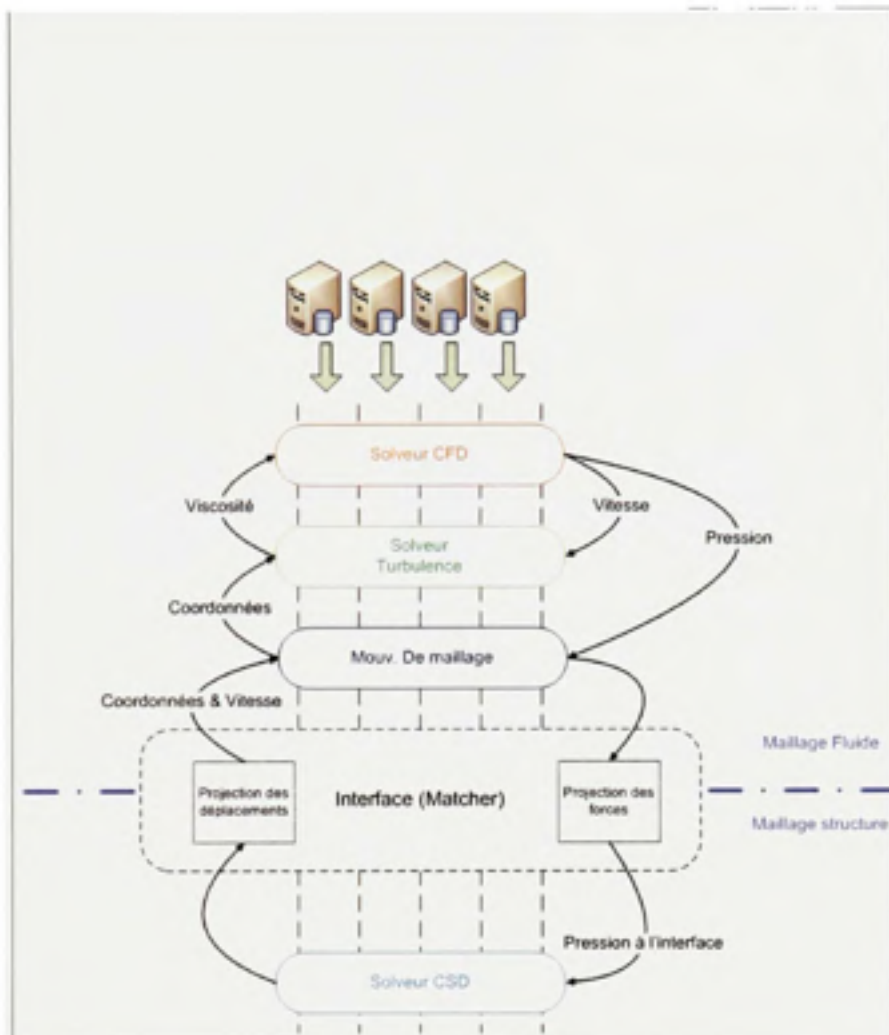 Solveur CFD
Viscosité
Vitesse
Pression
Solveur
Turbulence
Coordonnées
Mouv. De maillage
Coordonnées & Vitesse
Maillage Fluide
Projection des
déplacements
Interface (Matcher)
Projection des
forces
Maillage structure
Pression à l'interface
Solveur CSD